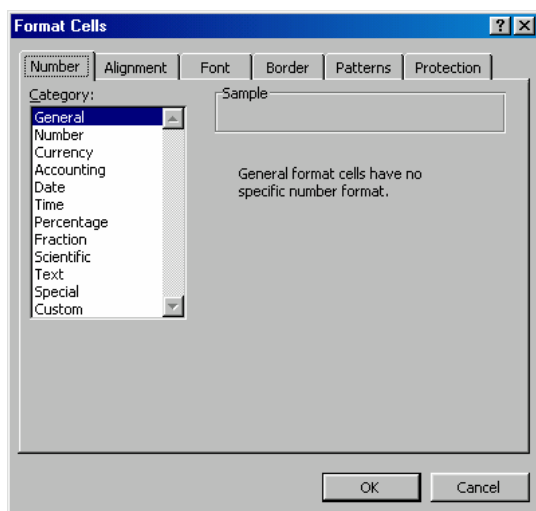 Format Cells
Number Alignment Font Border Patterns Protection
Category:
General
Number
Currency
Accounting
Date
Time
Percentage
Fraction
Scientific
Text
Special
Custom
Sample
General format cells have no
specific number format.
OK Cancel